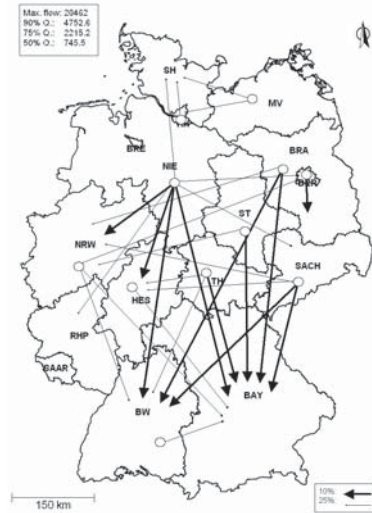 Max. flow: 20462
90% Q.: 4752.6
75% Q.: 2215.2
50% Q.: 745.5
SH
MV
HH
BRE
BRA
NIE
BER
ST
NRW
SACH
TH
HES
RHP
SAAR
BAY
BW
150 km
10%
25%